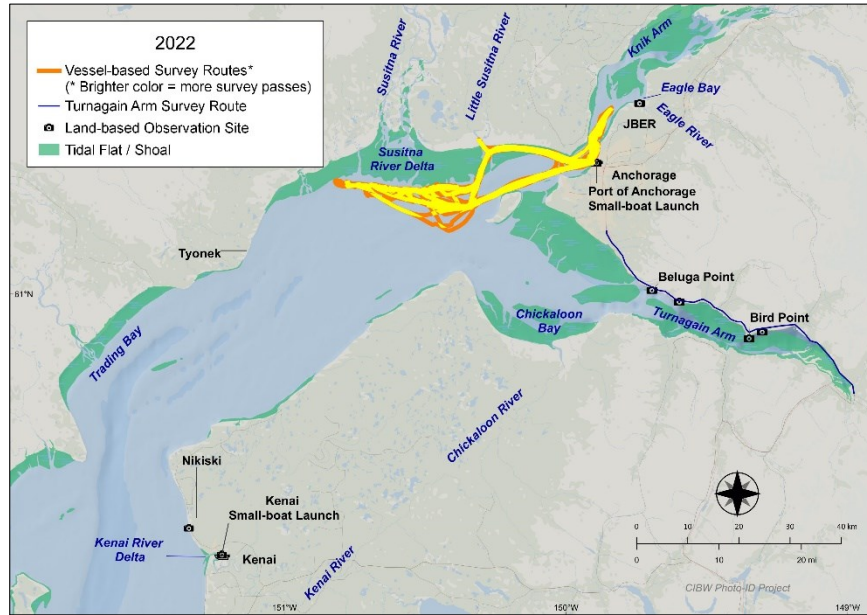 2022
Vessel-based Survey Routes*
(* Brighter color = more survey passes)
Turnagain Arm Survey Route
Land-based Observation Site
Tidal Flat / Shoal
Susitna River
Little Susitna River
Knik Arm
Eagle Bay
JBER
Eagle River
Susitna
River Delta
Anchorage
Port of Anchorage
Small-boat Launch
Tyonek
61°N
Beluga Point
Bird Point
Turnagain Arm
Chickaloon
Bay
Trading Bay
Chickaloon River
Nikiski
Kenai
Small-boat Launch
Kenai River
Delta
Kenai
Kenai River
0 10 20 30 40 km
0 10 20 mi
CIBW Photo-ID Project
151°W
150°W
149°W